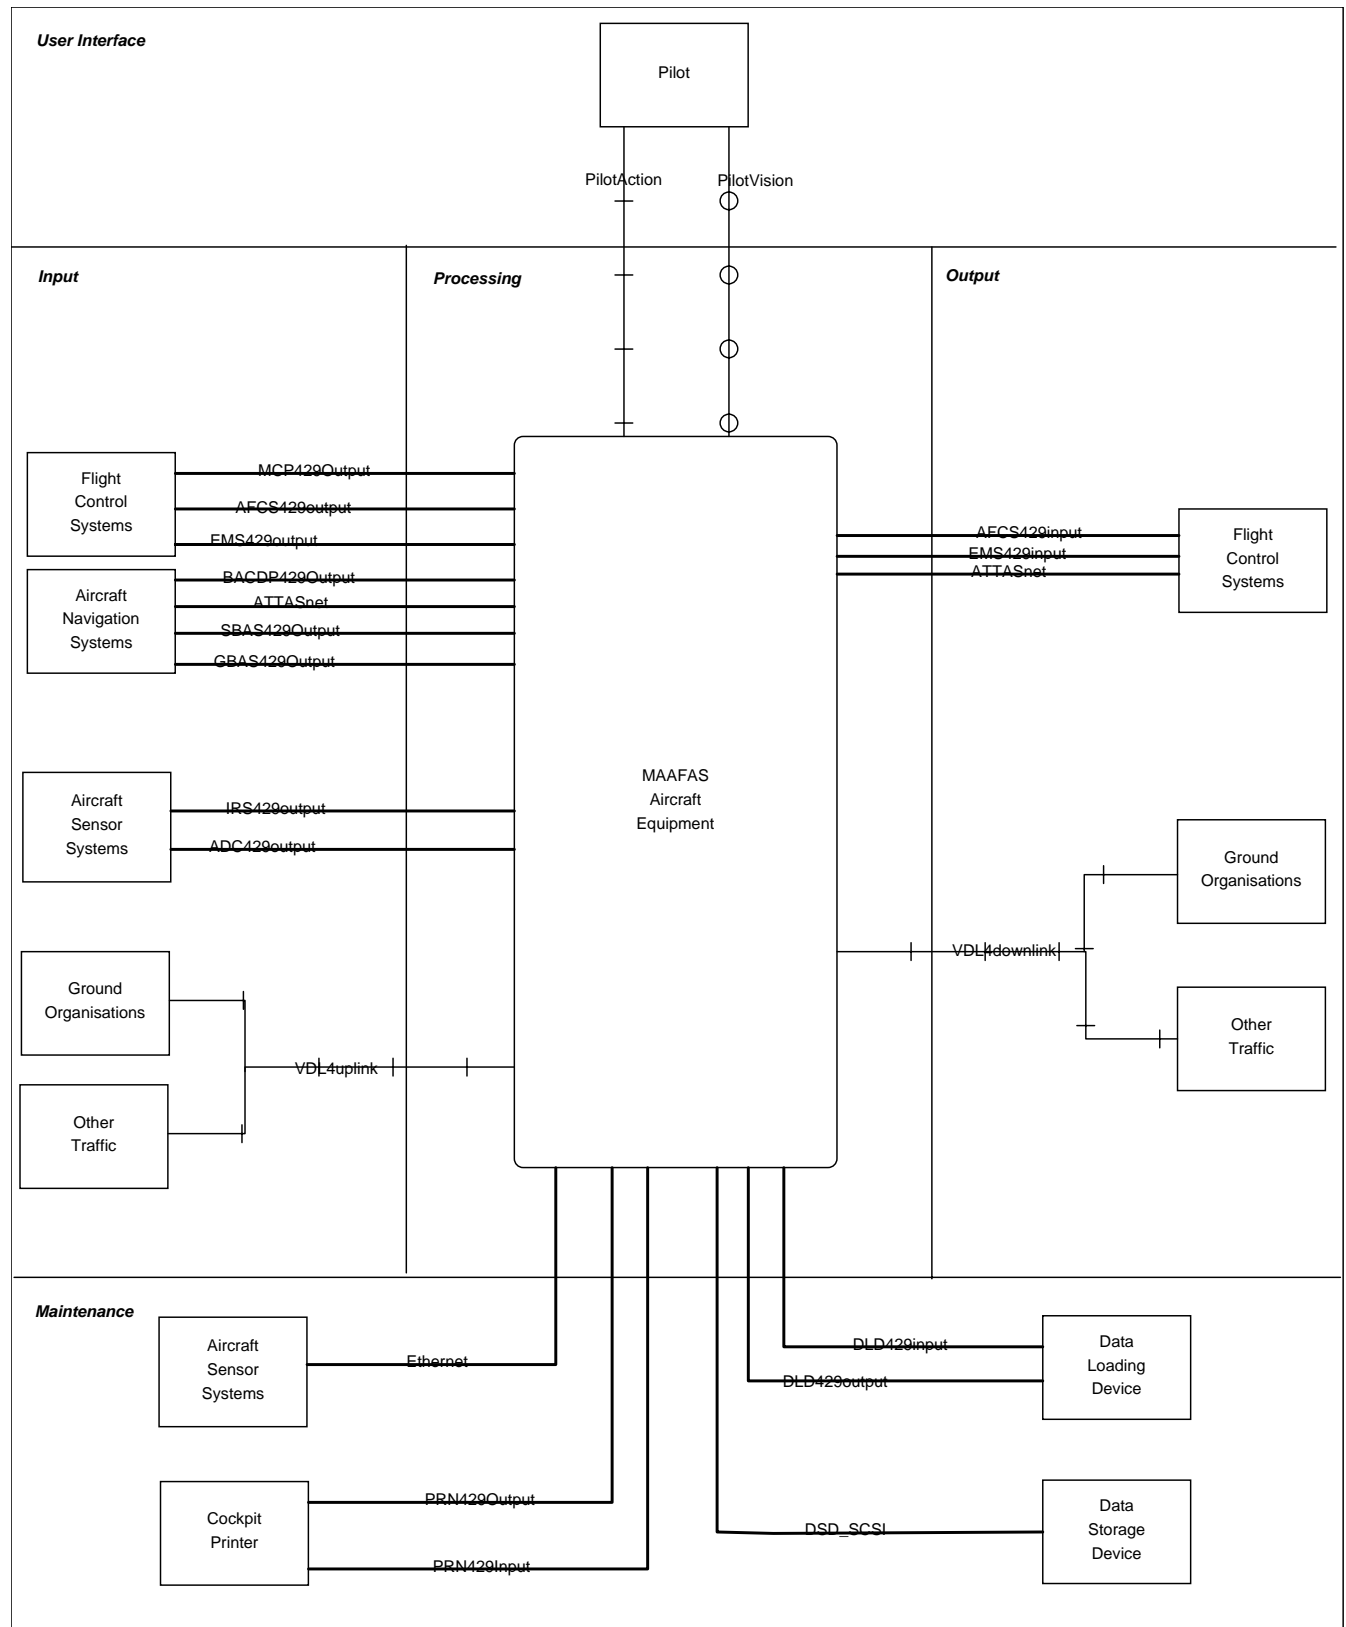 User Interface
Pilot
PilotAction
PilotVision
Input
Processing
Output
Flight
Control
Systems
MCP429Output
AFCS429output
EMS429output
Aircraft
Navigation
Systems
BACDP429Output
ATTASnet
SBAS429Output
GBAS429Output
AFCS429input
EMS429input
ATTASnet
Flight
Control
Systems
MAAFAS
Aircraft
Equipment
Aircraft
Sensor
Systems
IRS429output
ADC429output
Ground
Organisations
VDL4downlink
Ground
Organisations
Other
Traffic
VDL4uplink
Other
Traffic
Maintenance
Aircraft
Sensor
Systems
Ethernet
DLD429input
DLD429output
Data
Loading
Device
Cockpit
Printer
PRN429Output
PRN429Input
DSD_SCSI
Data
Storage
Device